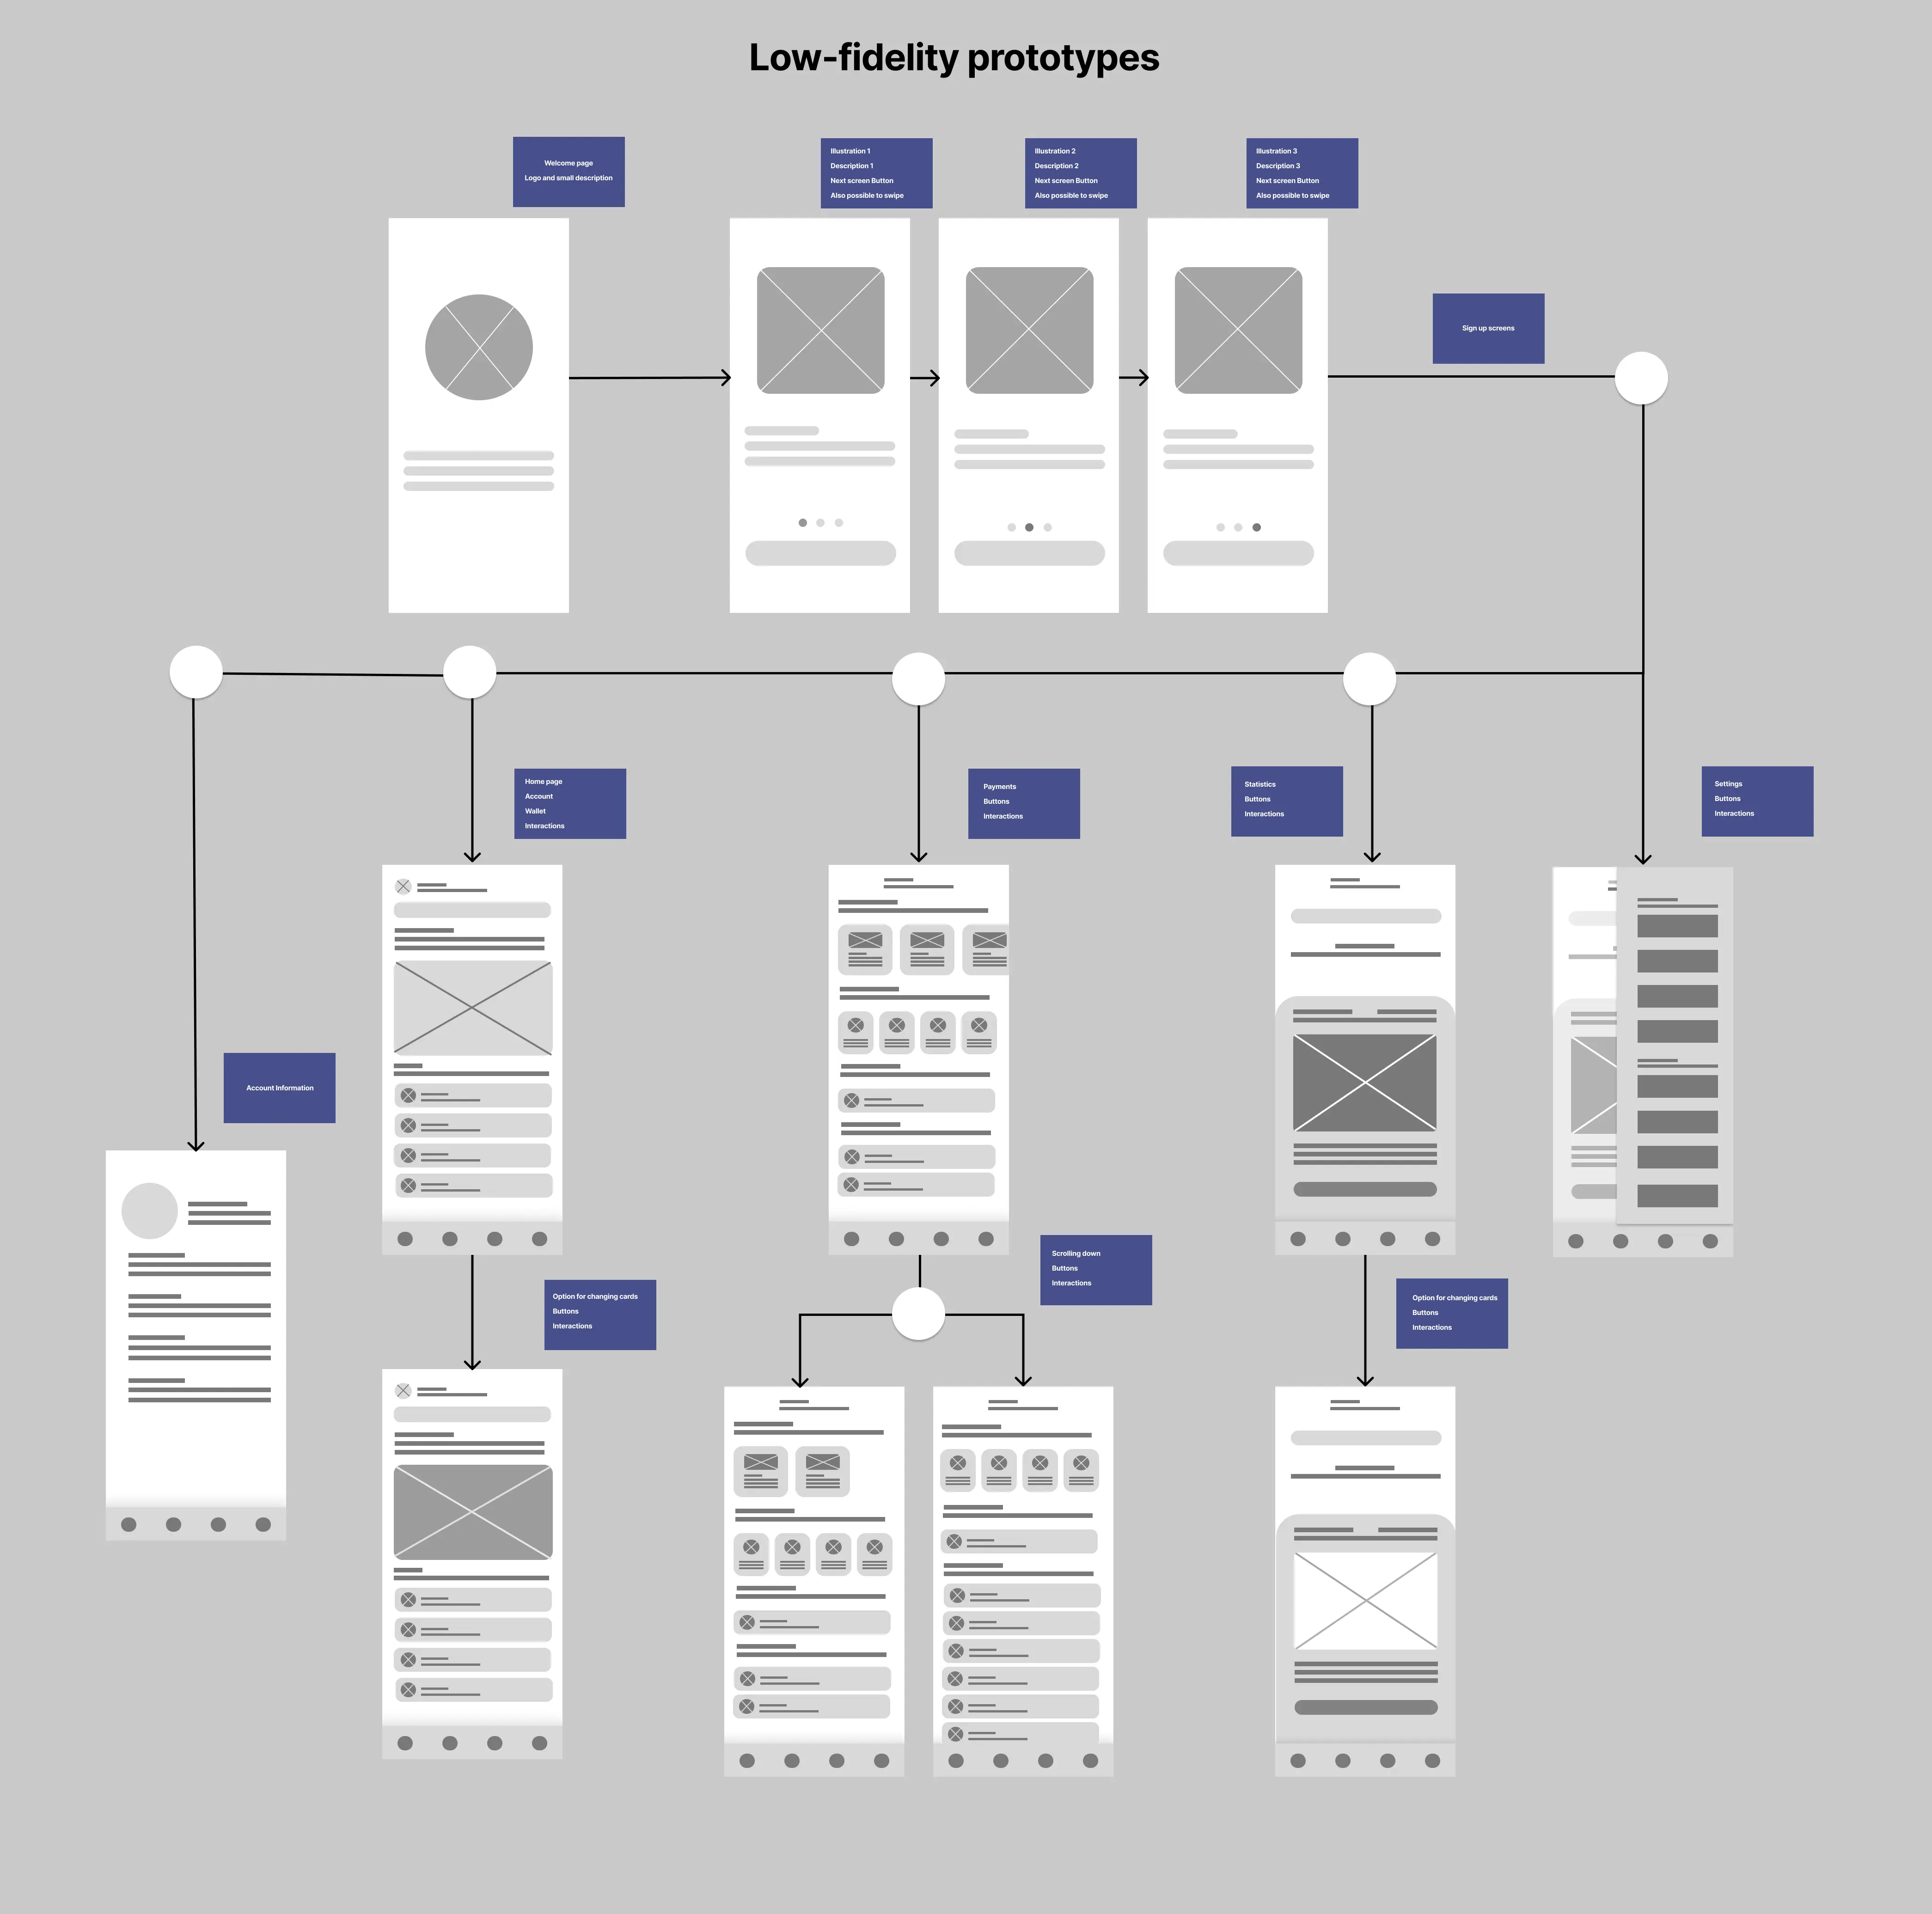 Low-fidelity prototypes
Welcome page
Logo and small description
Illustration 1
Description 1
Next screen Button
Also possible to swipe
Illustration 2
Description 2
Next screen Button
Also possible to swipe
Illustration 3
Description 3
Next screen Button
Also possible to swipe
Sign up screens
Home page
Account
Wallet
Interactions
Payments
Buttons
Interactions
Statistics
Buttons
Interactions
Settings
Buttons
Interactions
Account Information
Scrolling down
Buttons
Interactions
Option for changing cards
Buttons
Interactions
Option for changing cards
Buttons
Interactions